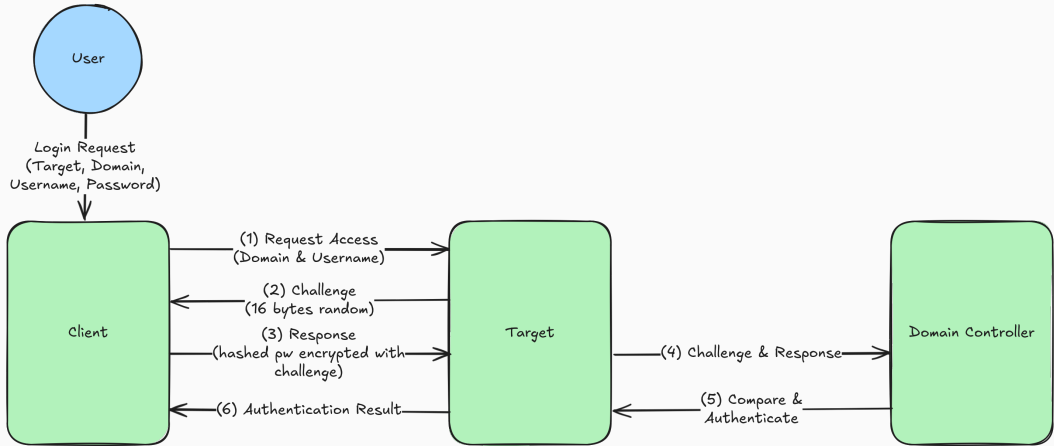 User
Login Request
(Target, Domain,
Username, Password)
(1) Request Access
(Domain & Username)
(2) Challenge
(16 bytes random)
Client
(3) Response
(hashed pw encrypted with
challenge)
Target
Domain Controller
(4) Challenge & Response
(5) Compare &
Authenticate
(6) Authentication Result